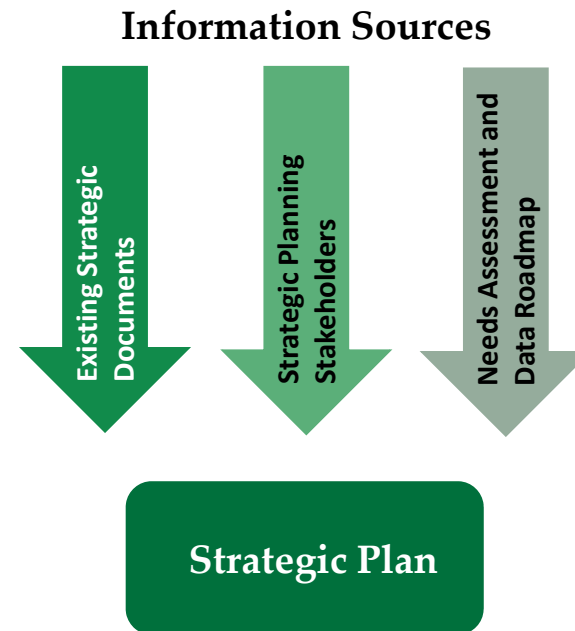 Information Sources
Existing Strategic
Documents
Strategic Planning
Stakeholders
Needs Assessment and
Data Roadmap
Strategic Plan